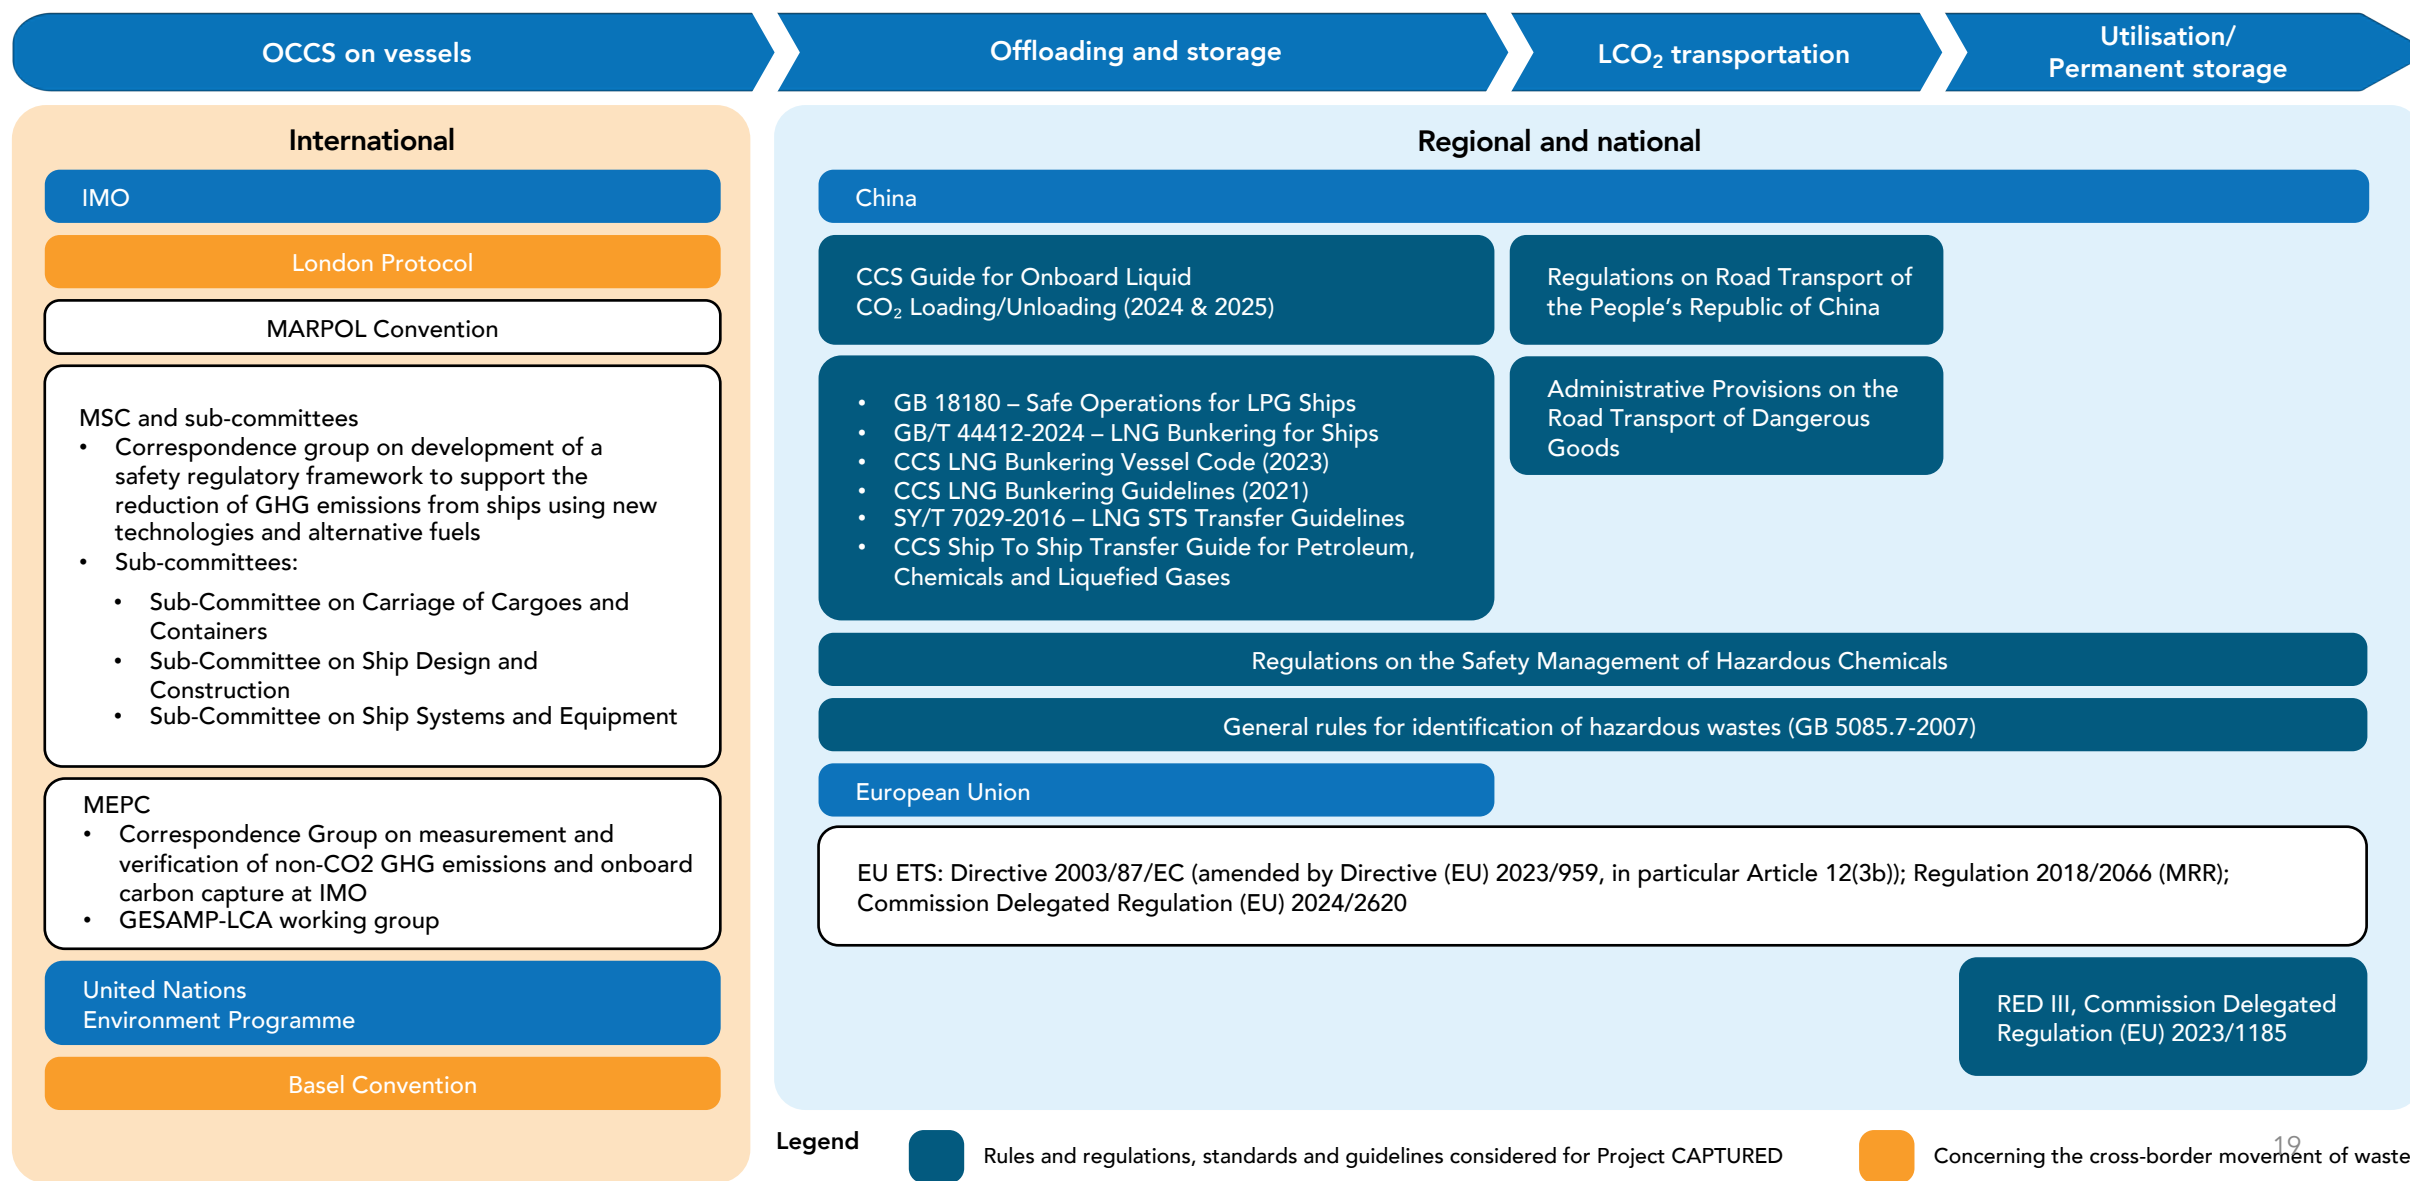 OCCS on vessels
Offloading and storage
LCO₂ transportation
Utilisation/
Permanent storage
International
IMO
London Protocol
MARPOL Convention
MSC and sub-committees
• Correspondence group on development of a
safety regulatory framework to support the
reduction of GHG emissions from ships using new
technologies and alternative fuels
• Sub-committees:
• Sub-Committee on Carriage of Cargoes and
Containers
• Sub-Committee on Ship Design and
Construction
• Sub-Committee on Ship Systems and Equipment
MEPC
• Correspondence Group on measurement and
verification of non-CO2 GHG emissions and onboard
carbon capture at IMO
• GESAMP-LCA working group
United Nations
Environment Programme
Basel Convention
Regional and national
China
CCS Guide for Onboard Liquid
CO₂ Loading/Unloading (2024 & 2025)
Regulations on Road Transport of
the People’s Republic of China
• GB 18180 – Safe Operations for LPG Ships
• GB/T 44412-2024 – LNG Bunkering for Ships
• CCS LNG Bunkering Vessel Code (2023)
• CCS LNG Bunkering Guidelines (2021)
• SY/T 7029-2016 – LNG STS Transfer Guidelines
• CCS Ship To Ship Transfer Guide for Petroleum,
Chemicals and Liquefied Gases
Administrative Provisions on the
Road Transport of Dangerous
Goods
Regulations on the Safety Management of Hazardous Chemicals
General rules for identification of hazardous wastes (GB 5085.7-2007)
European Union
EU ETS: Directive 2003/87/EC (amended by Directive (EU) 2023/959, in particular Article 12(3b)); Regulation 2018/2066 (MRR);
Commission Delegated Regulation (EU) 2024/2620
RED III, Commission Delegated
Regulation (EU) 2023/1185
Legend
Rules and regulations, standards and guidelines considered for Project CAPTURED
Concerning the cross-border movement of waste
19